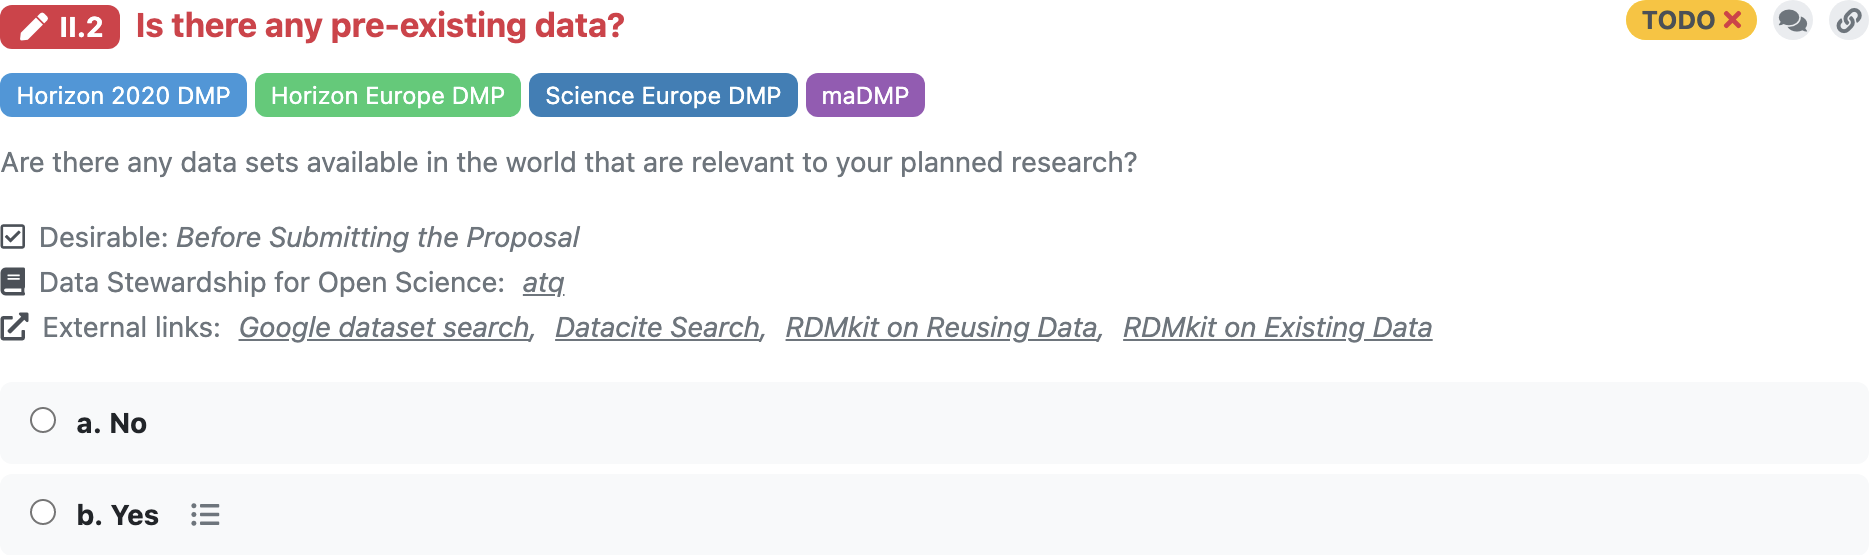 II.2 Is there any pre-existing data? TODO
Horizon 2020 DMP Horizon Europe DMP Science Europe DMP maDMP
Are there any data sets available in the world that are relevant to your planned research?
Desirable: Before Submitting the Proposal
Data Stewardship for Open Science: atq
External links: Google dataset search, Datacite Search, RDMkit on Reusing Data, RDMkit on Existing Data
a. No
b. Yes